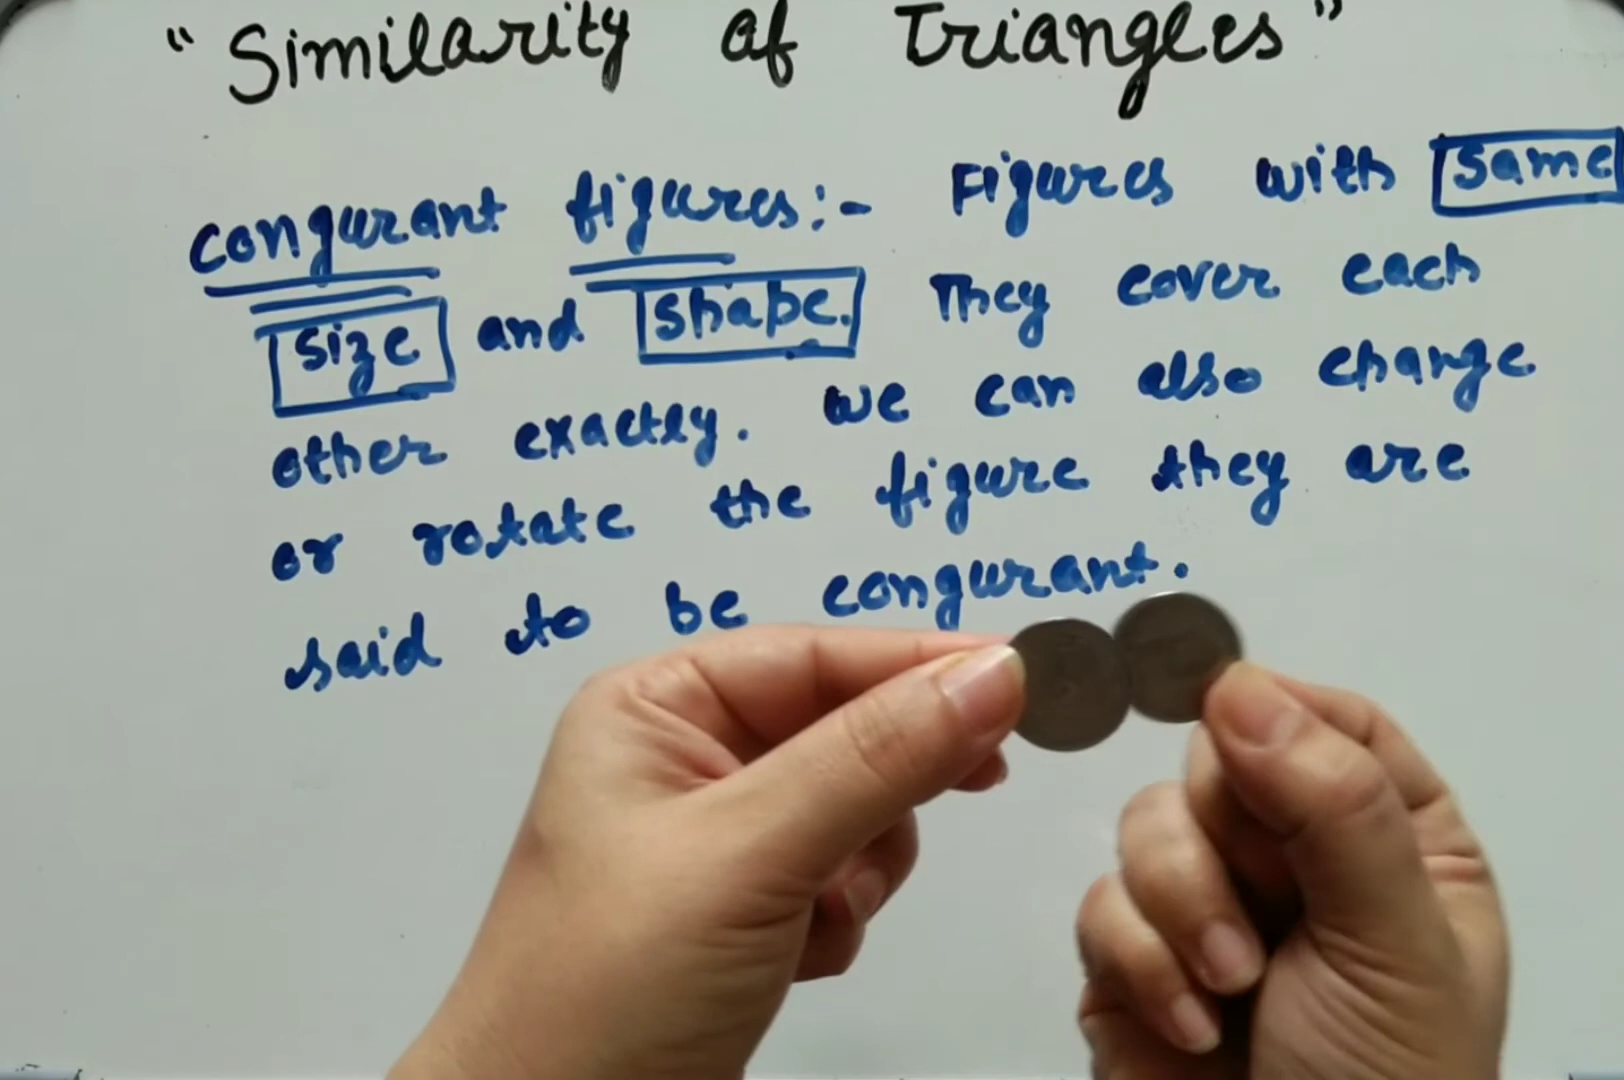 "Similarity of Triangles"
congurant figures:- Figures with same
size and shape. They cover each
other exactly. we can also change
or rotate the figure they are
said to be congurant.